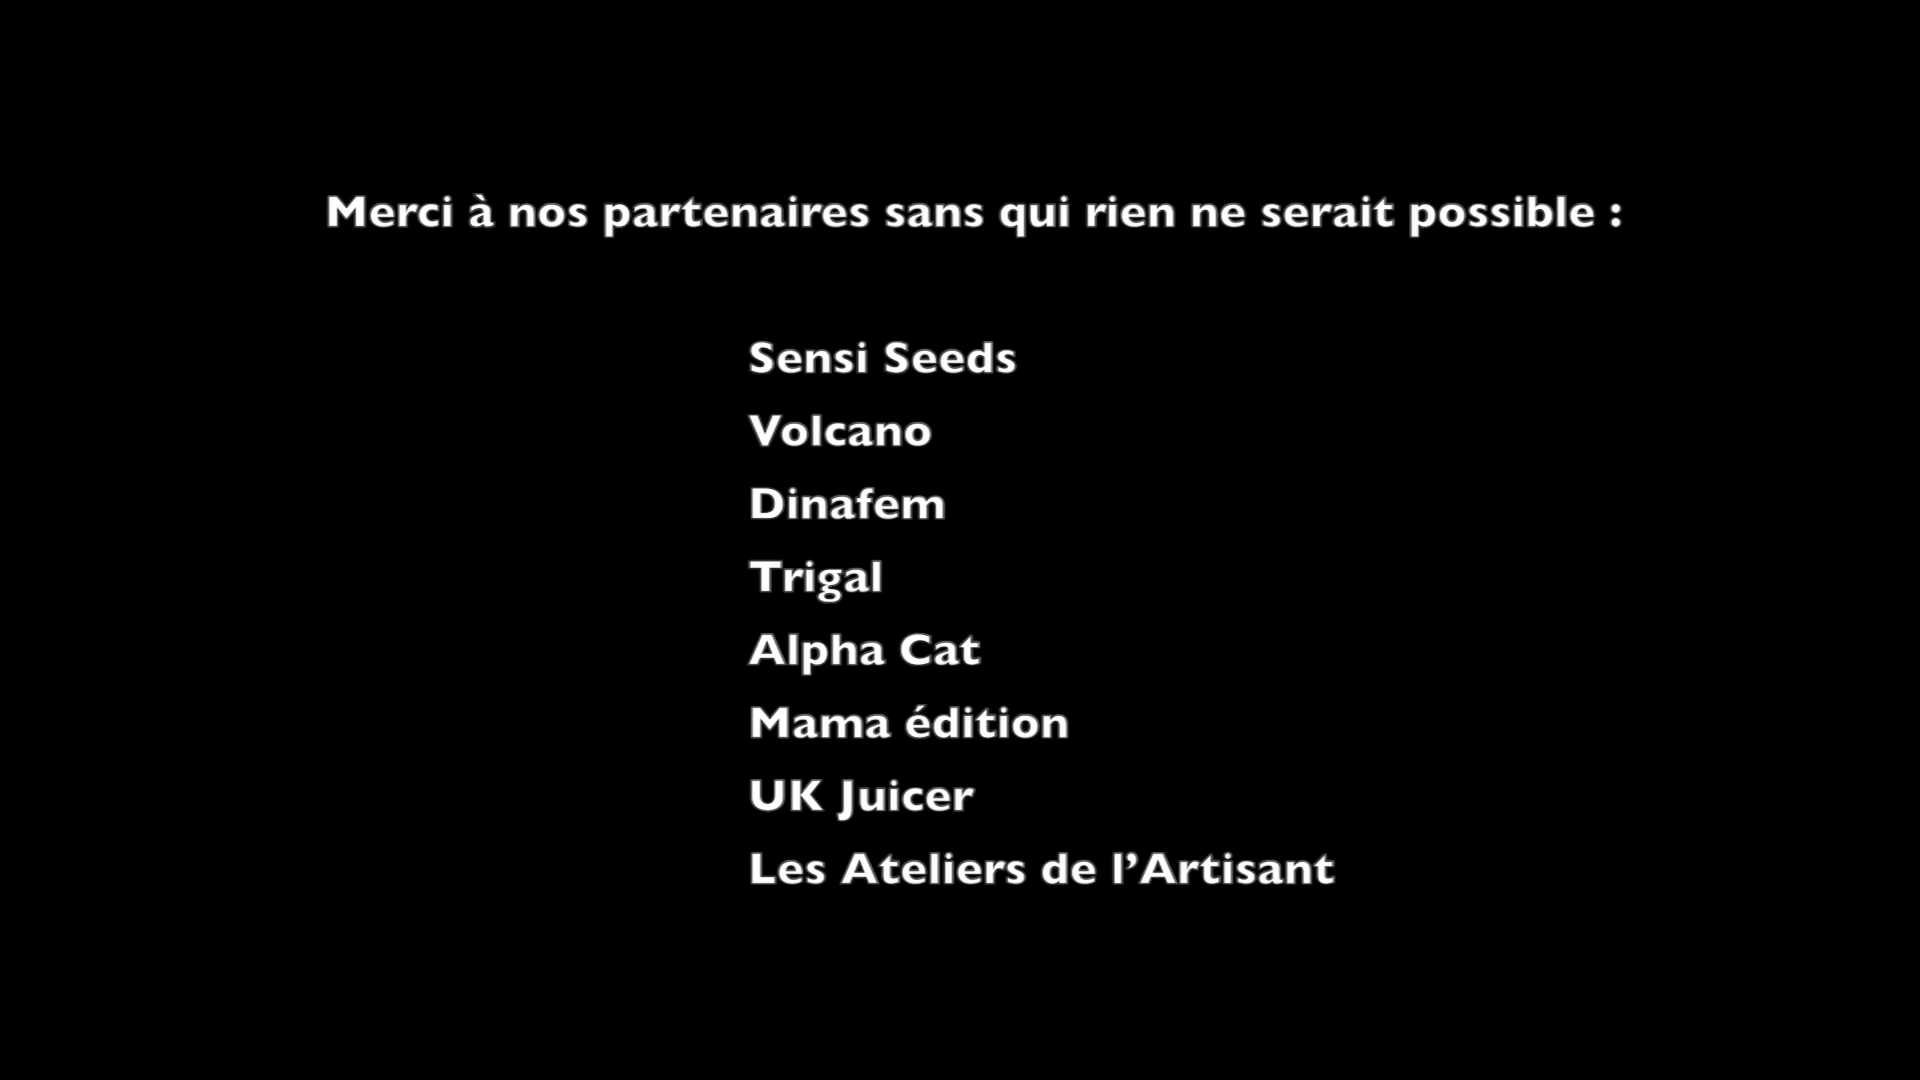 Merci à nos partenaires sans qui rien ne serait possible :
Sensi Seeds
Volcano
Dinafem
Trigal
Alpha Cat
Mama édition
UK Juicer
Les Ateliers de l’Artisant